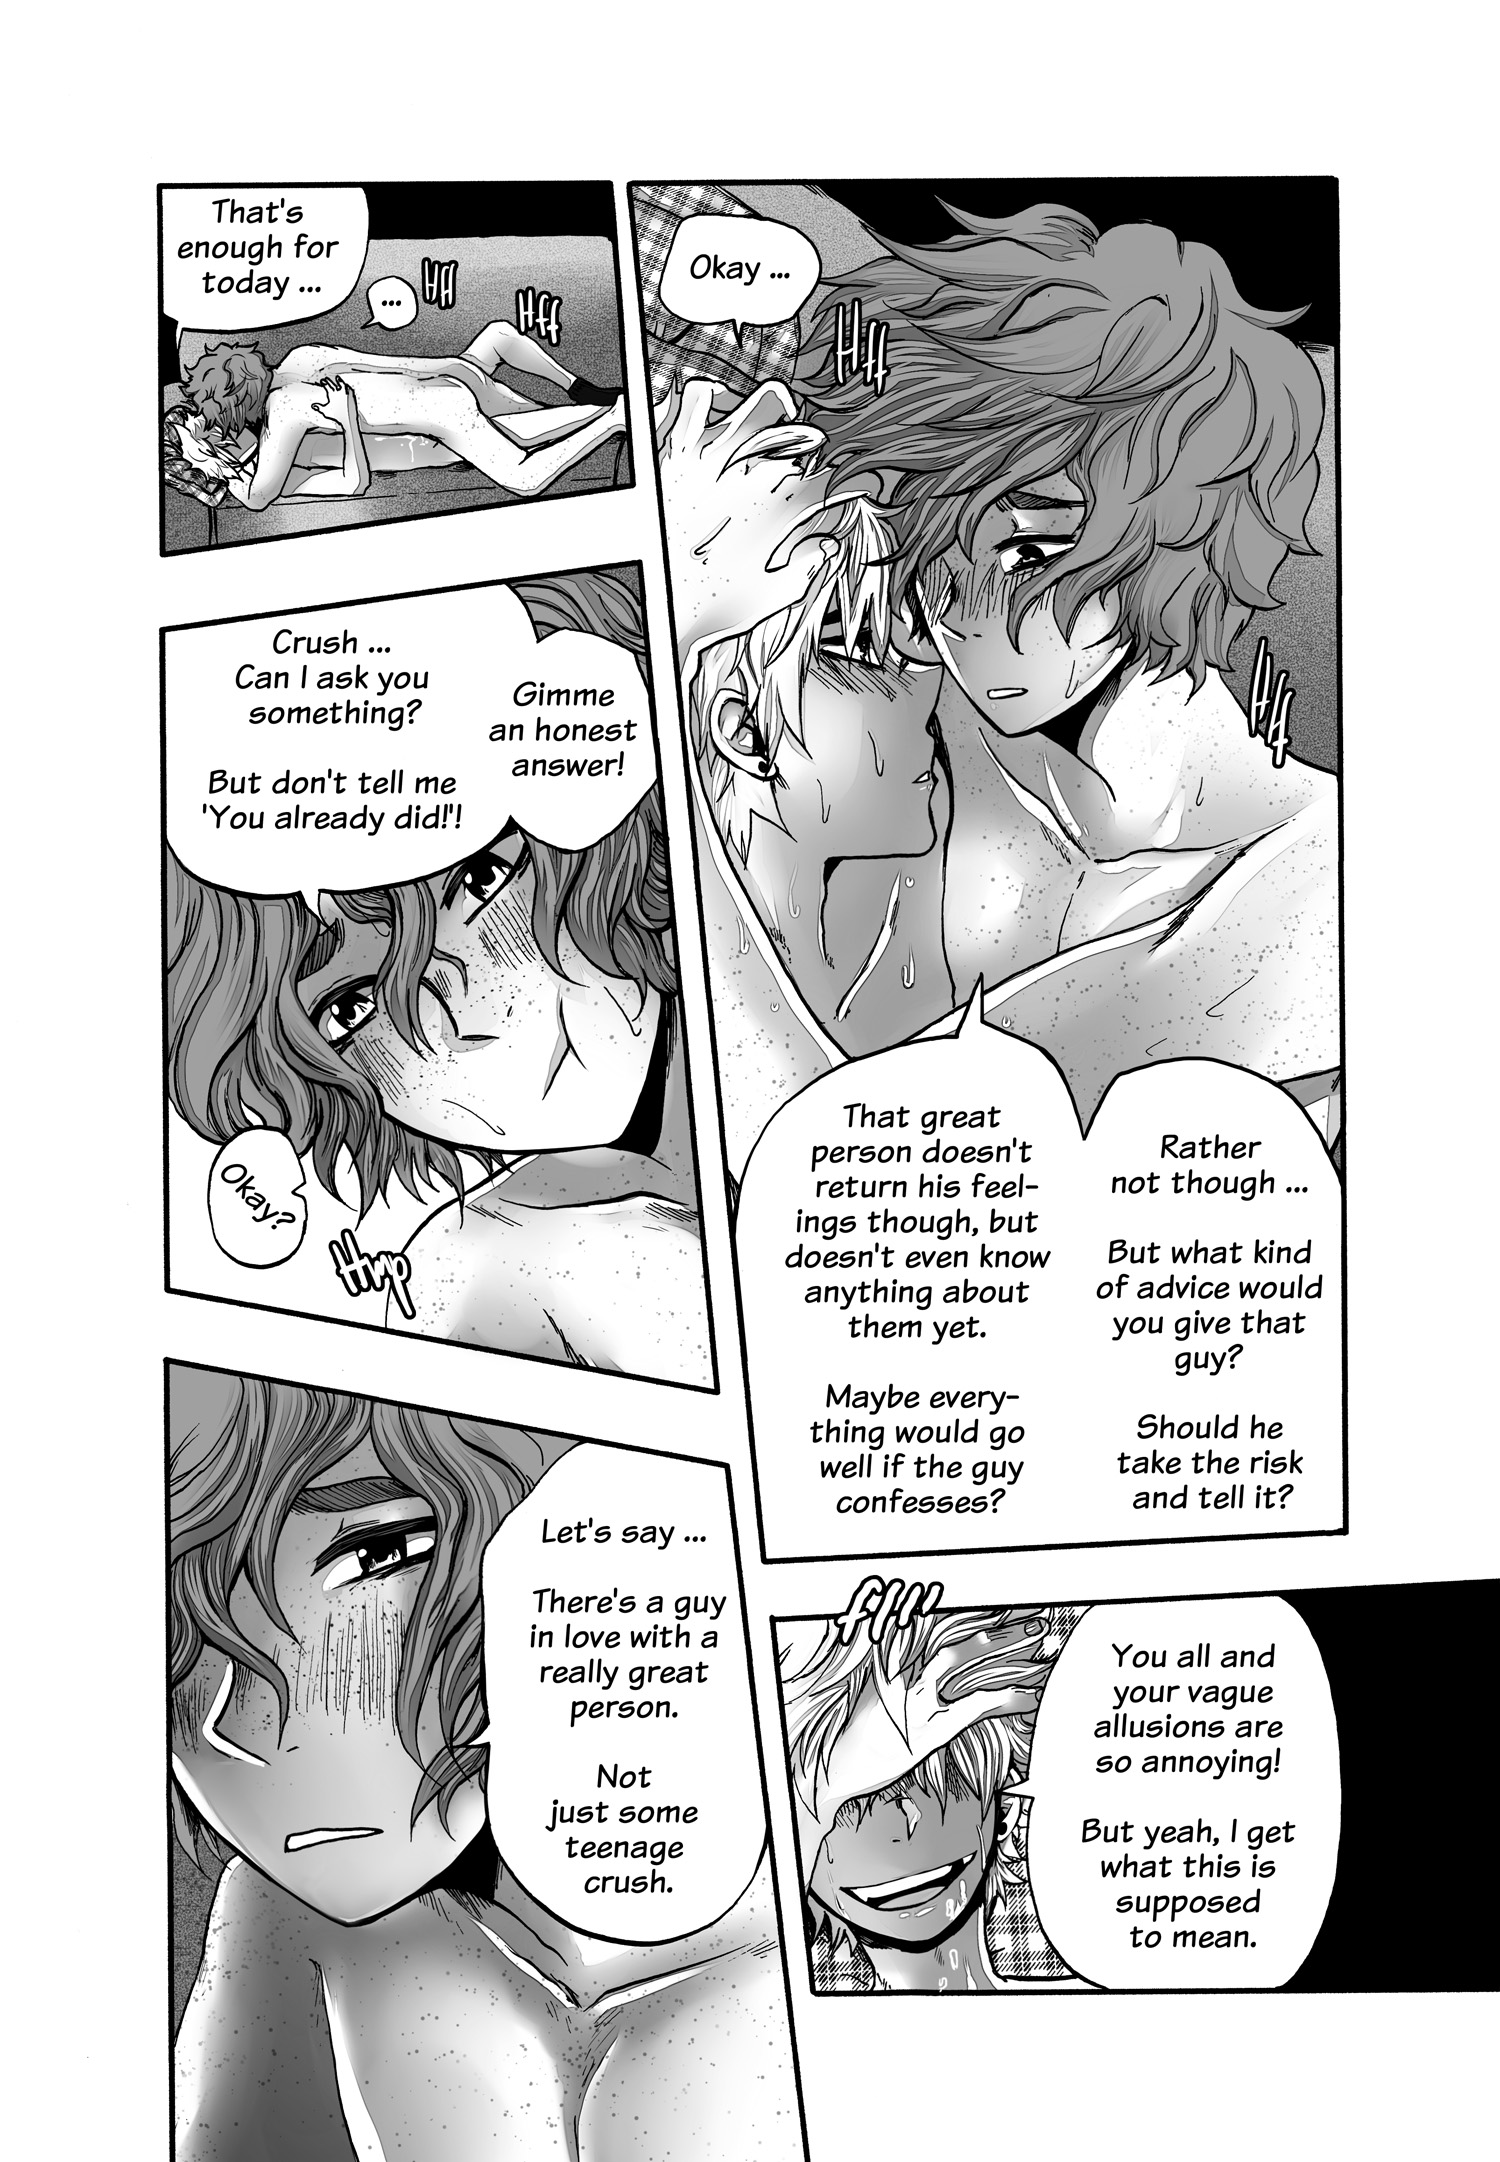 That's
enough for
today ...
...
HH
Hff
Okay ...
Hff
Hff
Crush ...
Can I ask you
something?
But don't tell me
'You already did!"!
Gimme
an honest
answer!
Okay?
Hmp
Let's say ...
There's a guy
in love with a
really great
person.
Not
just some
teenage
crush.
That great
person doesn't
return his feel-
ings though, but
doesn't even know
anything about
them yet.
Maybe every-
thing would go
well if the guy
confesses?
Rather
not though ...
But what kind
of advice would
you give that
guy?
Should he
take the risk
and tell it?
You all and
your vague
allusions are
so annoying!
But yeah, I get
what this is
supposed
to mean.